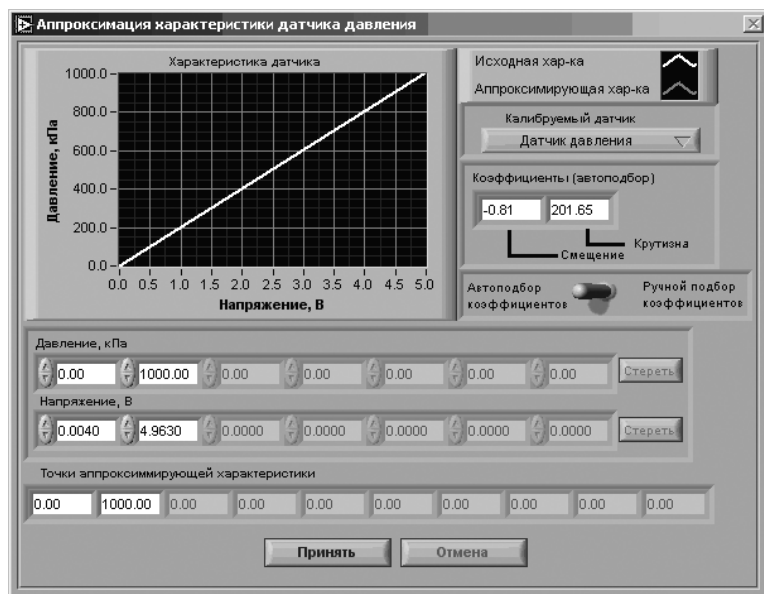 Аппроксимация характеристики датчика давления
Характеристика датчика
Давление, кПа
1000.0
800.0
600.0
400.0
200.0
0.0
0.0 0.5 1.0 1.5 2.0 2.5 3.0 3.5 4.0 4.5 5.0
Напряжение, В
Исходная хар-ка
Аппроксимирующая хар-ка
Калибруемый датчик
Датчик давления
Коэффициенты (автоподбор)
-0.81 201.65
Крутизна
Смещение
Автоподбор коэффициентов
Ручной подбор коэффициентов
Давление, кПа
0.00 1000.00 0.00 0.00 0.00 0.00 0.00 Стереть
Напряжение, В
0.0040 4.9630 0.0000 0.0000 0.0000 0.0000 0.0000 Стереть
Точки аппроксиммирующей характеристики
0.00 1000.00 0.00 0.00 0.00 0.00 0.00 0.00 0.00 0.00
Принять Отмена